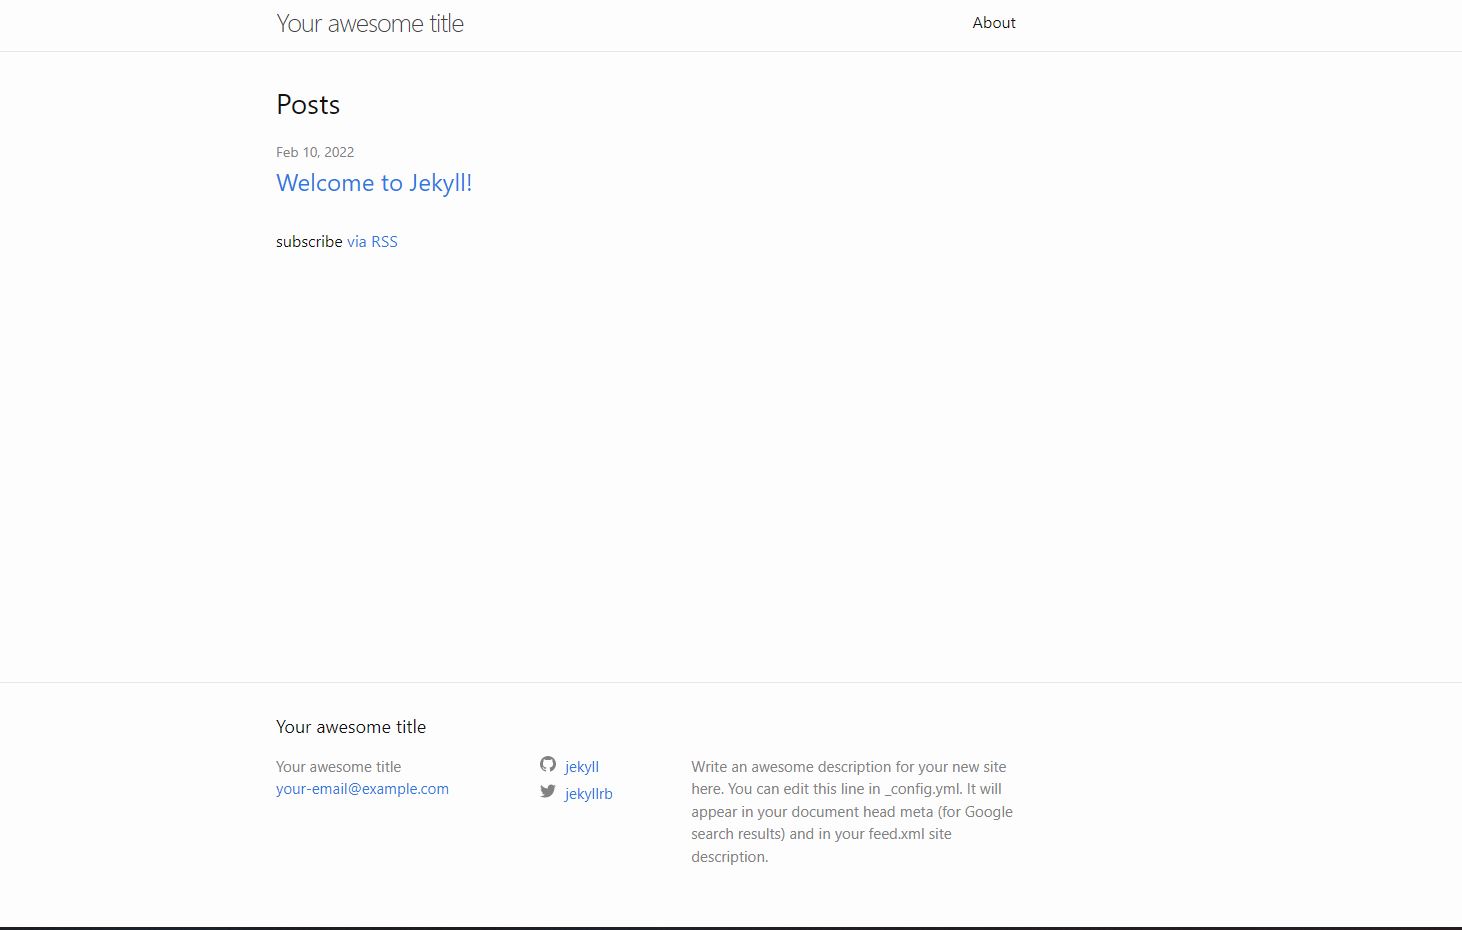 Your awesome title
About
Posts
Feb 10, 2022
Welcome to Jekyll!
subscribe via RSS
Your awesome title
Your awesome title
your-email@example.com
jekyll
jekyllrb
Write an awesome description for your new site
here. You can edit this line in _config.yml. It will
appear in your document head meta (for Google
search results) and in your feed.xml site
description.